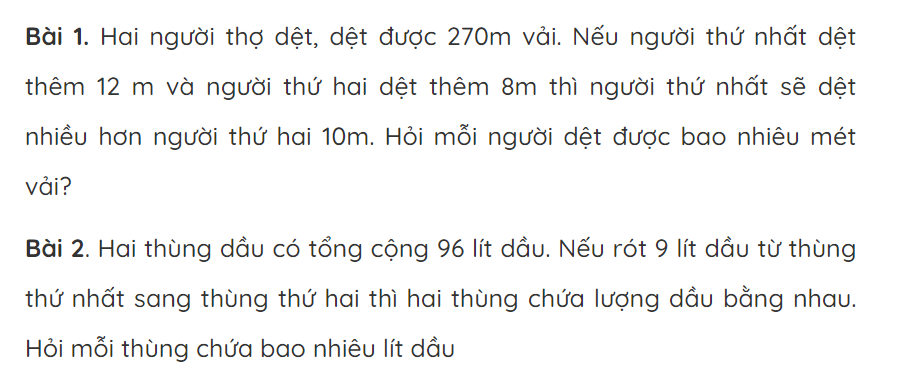 Bài 1. Hai người thợ dệt, dệt được 270m vải. Nếu người thứ nhất dệt
thêm 12 m và người thứ hai dệt thêm 8m thì người thứ nhất sẽ dệt
nhiều hơn người thứ hai 10m. Hỏi mỗi người dệt được bao nhiêu mét
vải?
Bài 2. Hai thùng dầu có tổng cộng 96 lít dầu. Nếu rót 9 lít dầu từ thùng
thứ nhất sang thùng thứ hai thì hai thùng chứa lượng dầu bằng nhau.
Hỏi mỗi thùng chứa bao nhiêu lít dầu